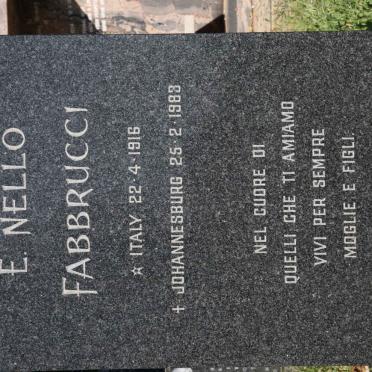 E. NELLO
FABBRUCCI
☆ ITALY 22·4·1916
✝ JOHANNESBURG 25·2·1983
NEL CUORE DI
QUELLI CHE TI AMIAMO
VIVI PER SEMPRE
MOGLIE E FIGLI.